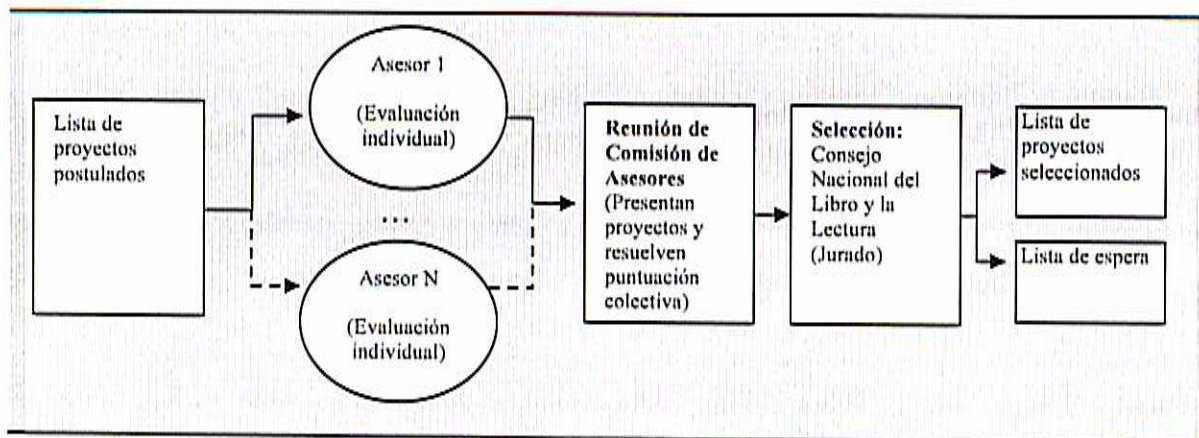 Lista de
proyectos
postulados
Asesor 1
(Evaluación
individual)
...
Asesor N
(Evaluación
individual)
Reunión de
Comisión de
Asesores
(Presentan
proyectos y
resuelven
puntuación
colectiva)
Selección:
Consejo
Nacional del
Libro y la
Lectura
(Jurado)
Lista de
proyectos
seleccionados
Lista de espera